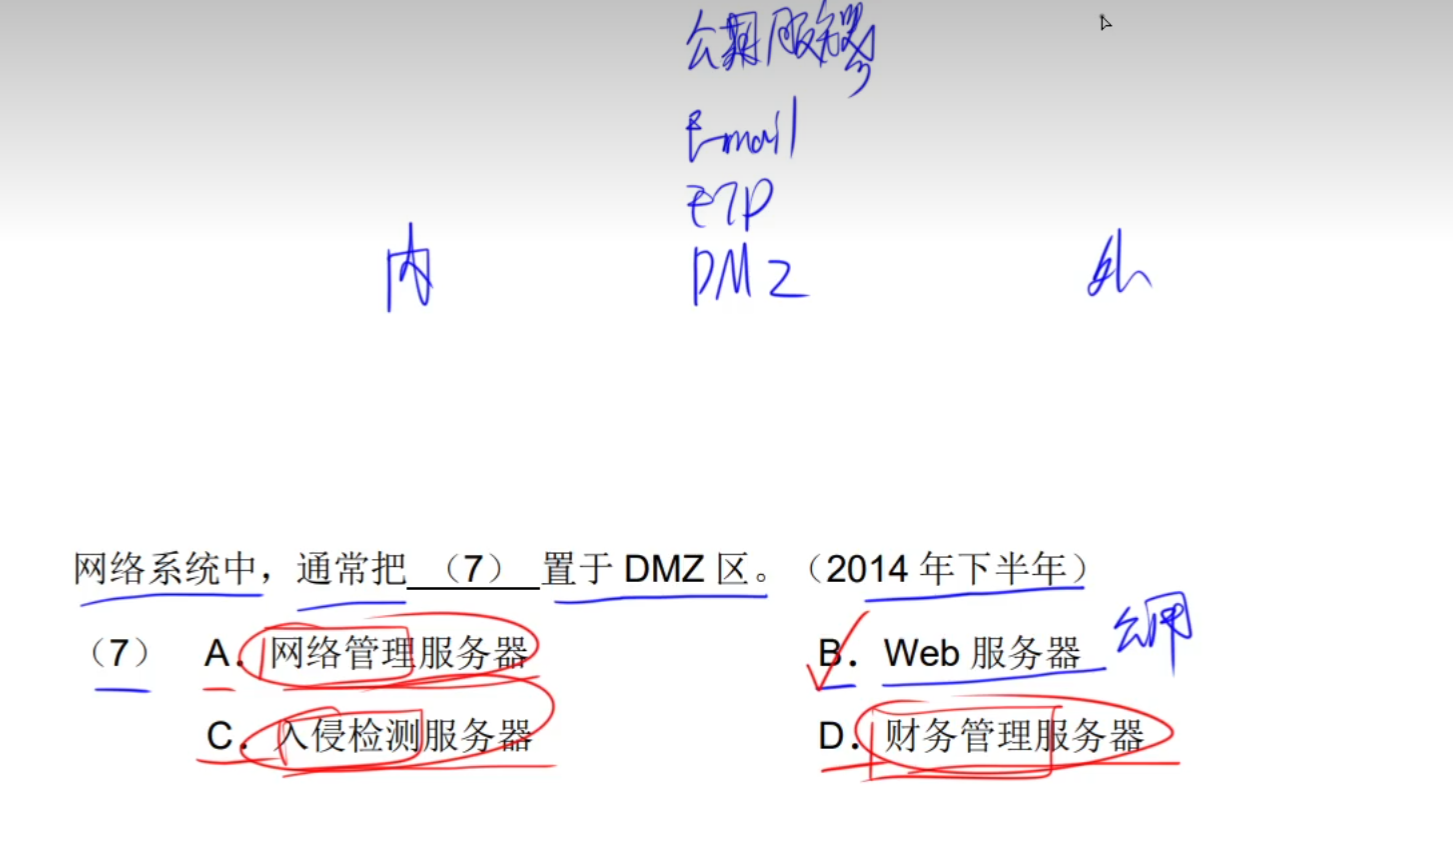 公用服务器
Email
FTP
内 DMZ 外
网络系统中，通常把 （7） 置于 DMZ 区。（2014 年下半年）
（7） A. 网络管理服务器 B. Web 服务器 公用
C. 入侵检测服务器 D. 财务管理服务器